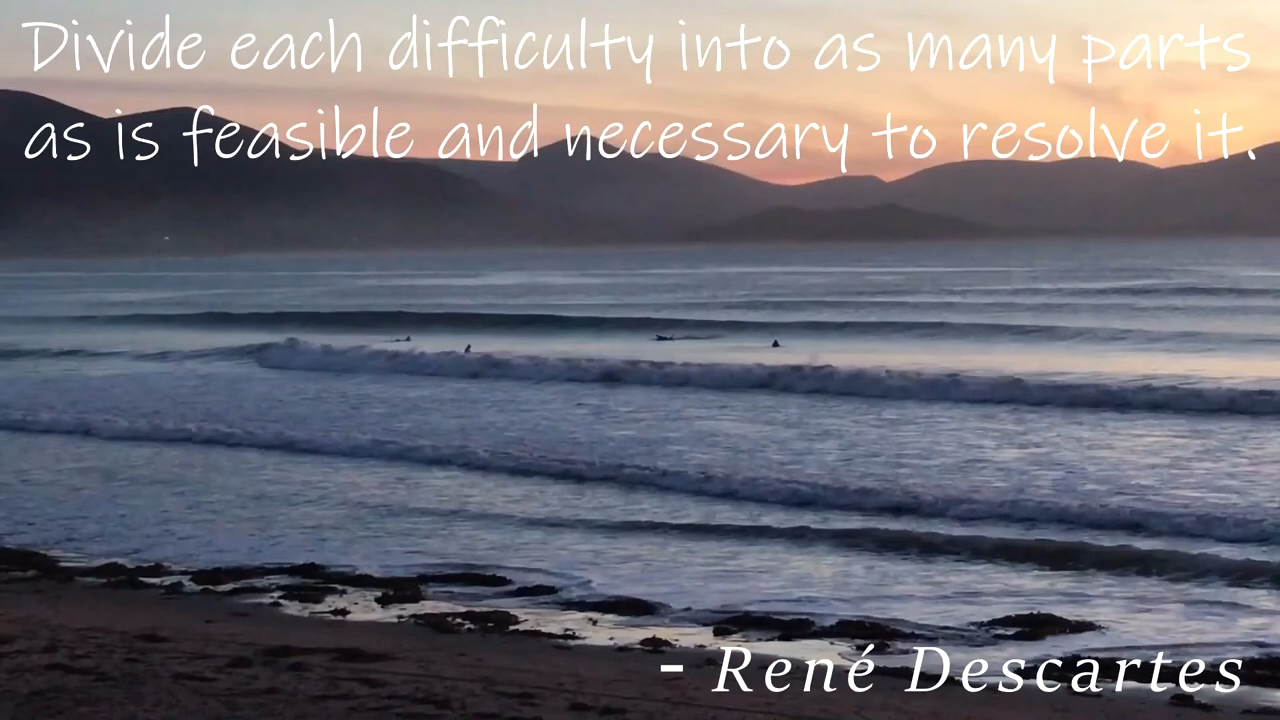 Divide each difficulty into as many parts
as is feasible and necessary to resolve it.
- René Descartes